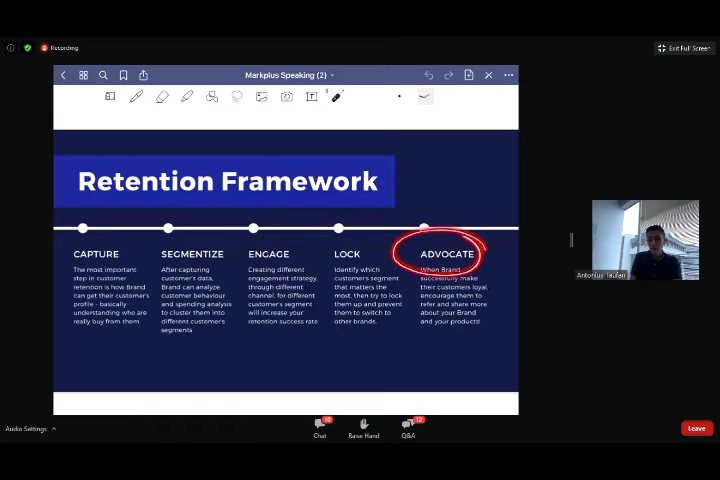 Recording
Exit Full Screen
Markplus Speaking (2)
Retention Framework
CAPTURE
The most important
step in customer
retention is how Brand
can get their customer's
profile - basically
understanding who are
really buy from them
SEGMENTIZE
After capturing
customer's data,
Brand can analyze
customer behaviour
and spending analysis
to cluster them into
different customer's
segments
ENGAGE
Creating different
engagement strategy,
through different
channel, for different
customer's segment
will increase your
retention success rate
LOCK
Identify which
customer's segment
that matters the
most, then try to lock
them up and prevent
them to switch to
other brands.
ADVOCATE
When Brand
successfully make
their customers loyal,
encourage them to
refer and share more
about your Brand
and your products!
Antonius Taufan
Audio Settings
10
Chat
Raise Hand
12
Q&A
Leave